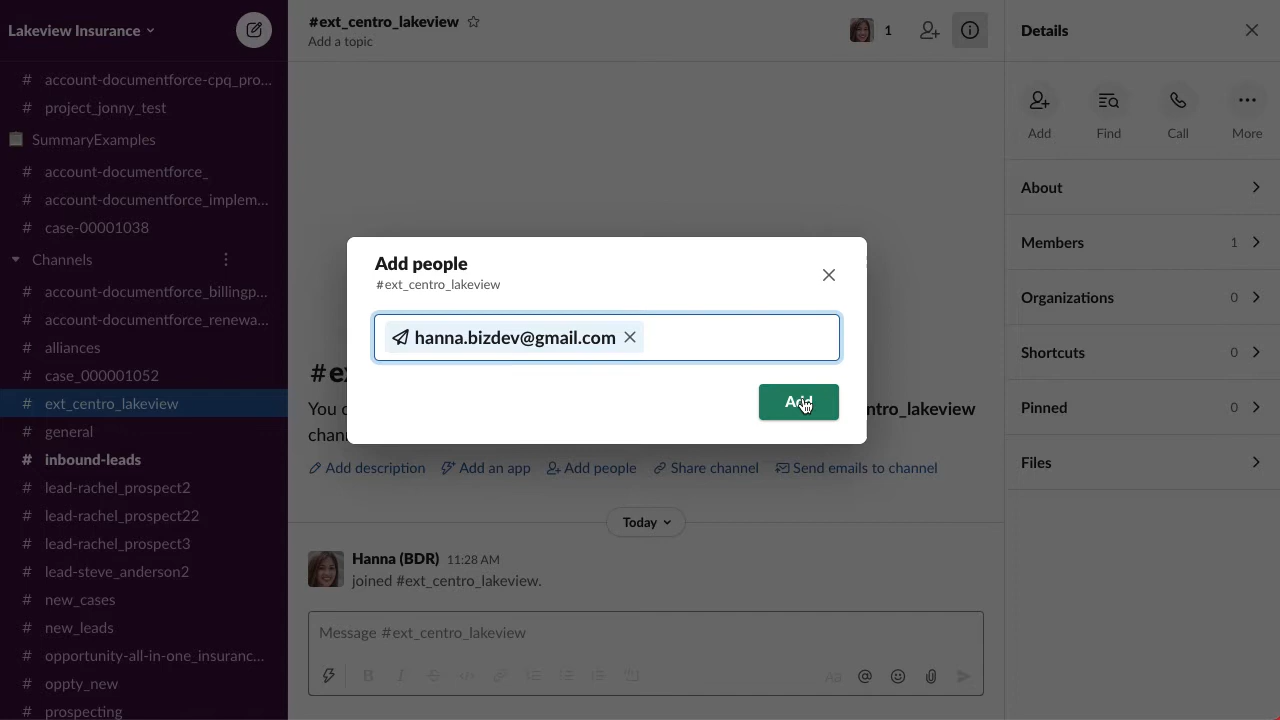 Lakeview Insurance
# account-documentforce-cpq_pro...
# project_jonny_test
SummaryExamples
# account-documentforce_
# account-documentforce_implem...
# case-00001038
Channels
# account-documentforce_billingp...
# account-documentforce_renewa...
# alliances
# case_000001052
# ext_centro_lakeview
# general
# inbound-leads
# lead-rachel_prospect2
# lead-rachel_prospect22
# lead-rachel_prospect3
# lead-steve_anderson2
# new_cases
# new_leads
# opportunity-all-in-one_insuranc...
# oppty_new
# prospecting
#ext_centro_lakeview
Add a topic
1
Add people
#ext_centro_lakeview
hanna.bizdev@gmail.com
Add
Add description
Add an app
Add people
Share channel
Send emails to channel
Today
Hanna (BDR) 11:28 AM
joined #ext_centro_lakeview.
Message #ext_centro_lakeview
Details
Add
Find
Call
More
About
Members 1
Organizations 0
Shortcuts 0
Pinned 0
Files